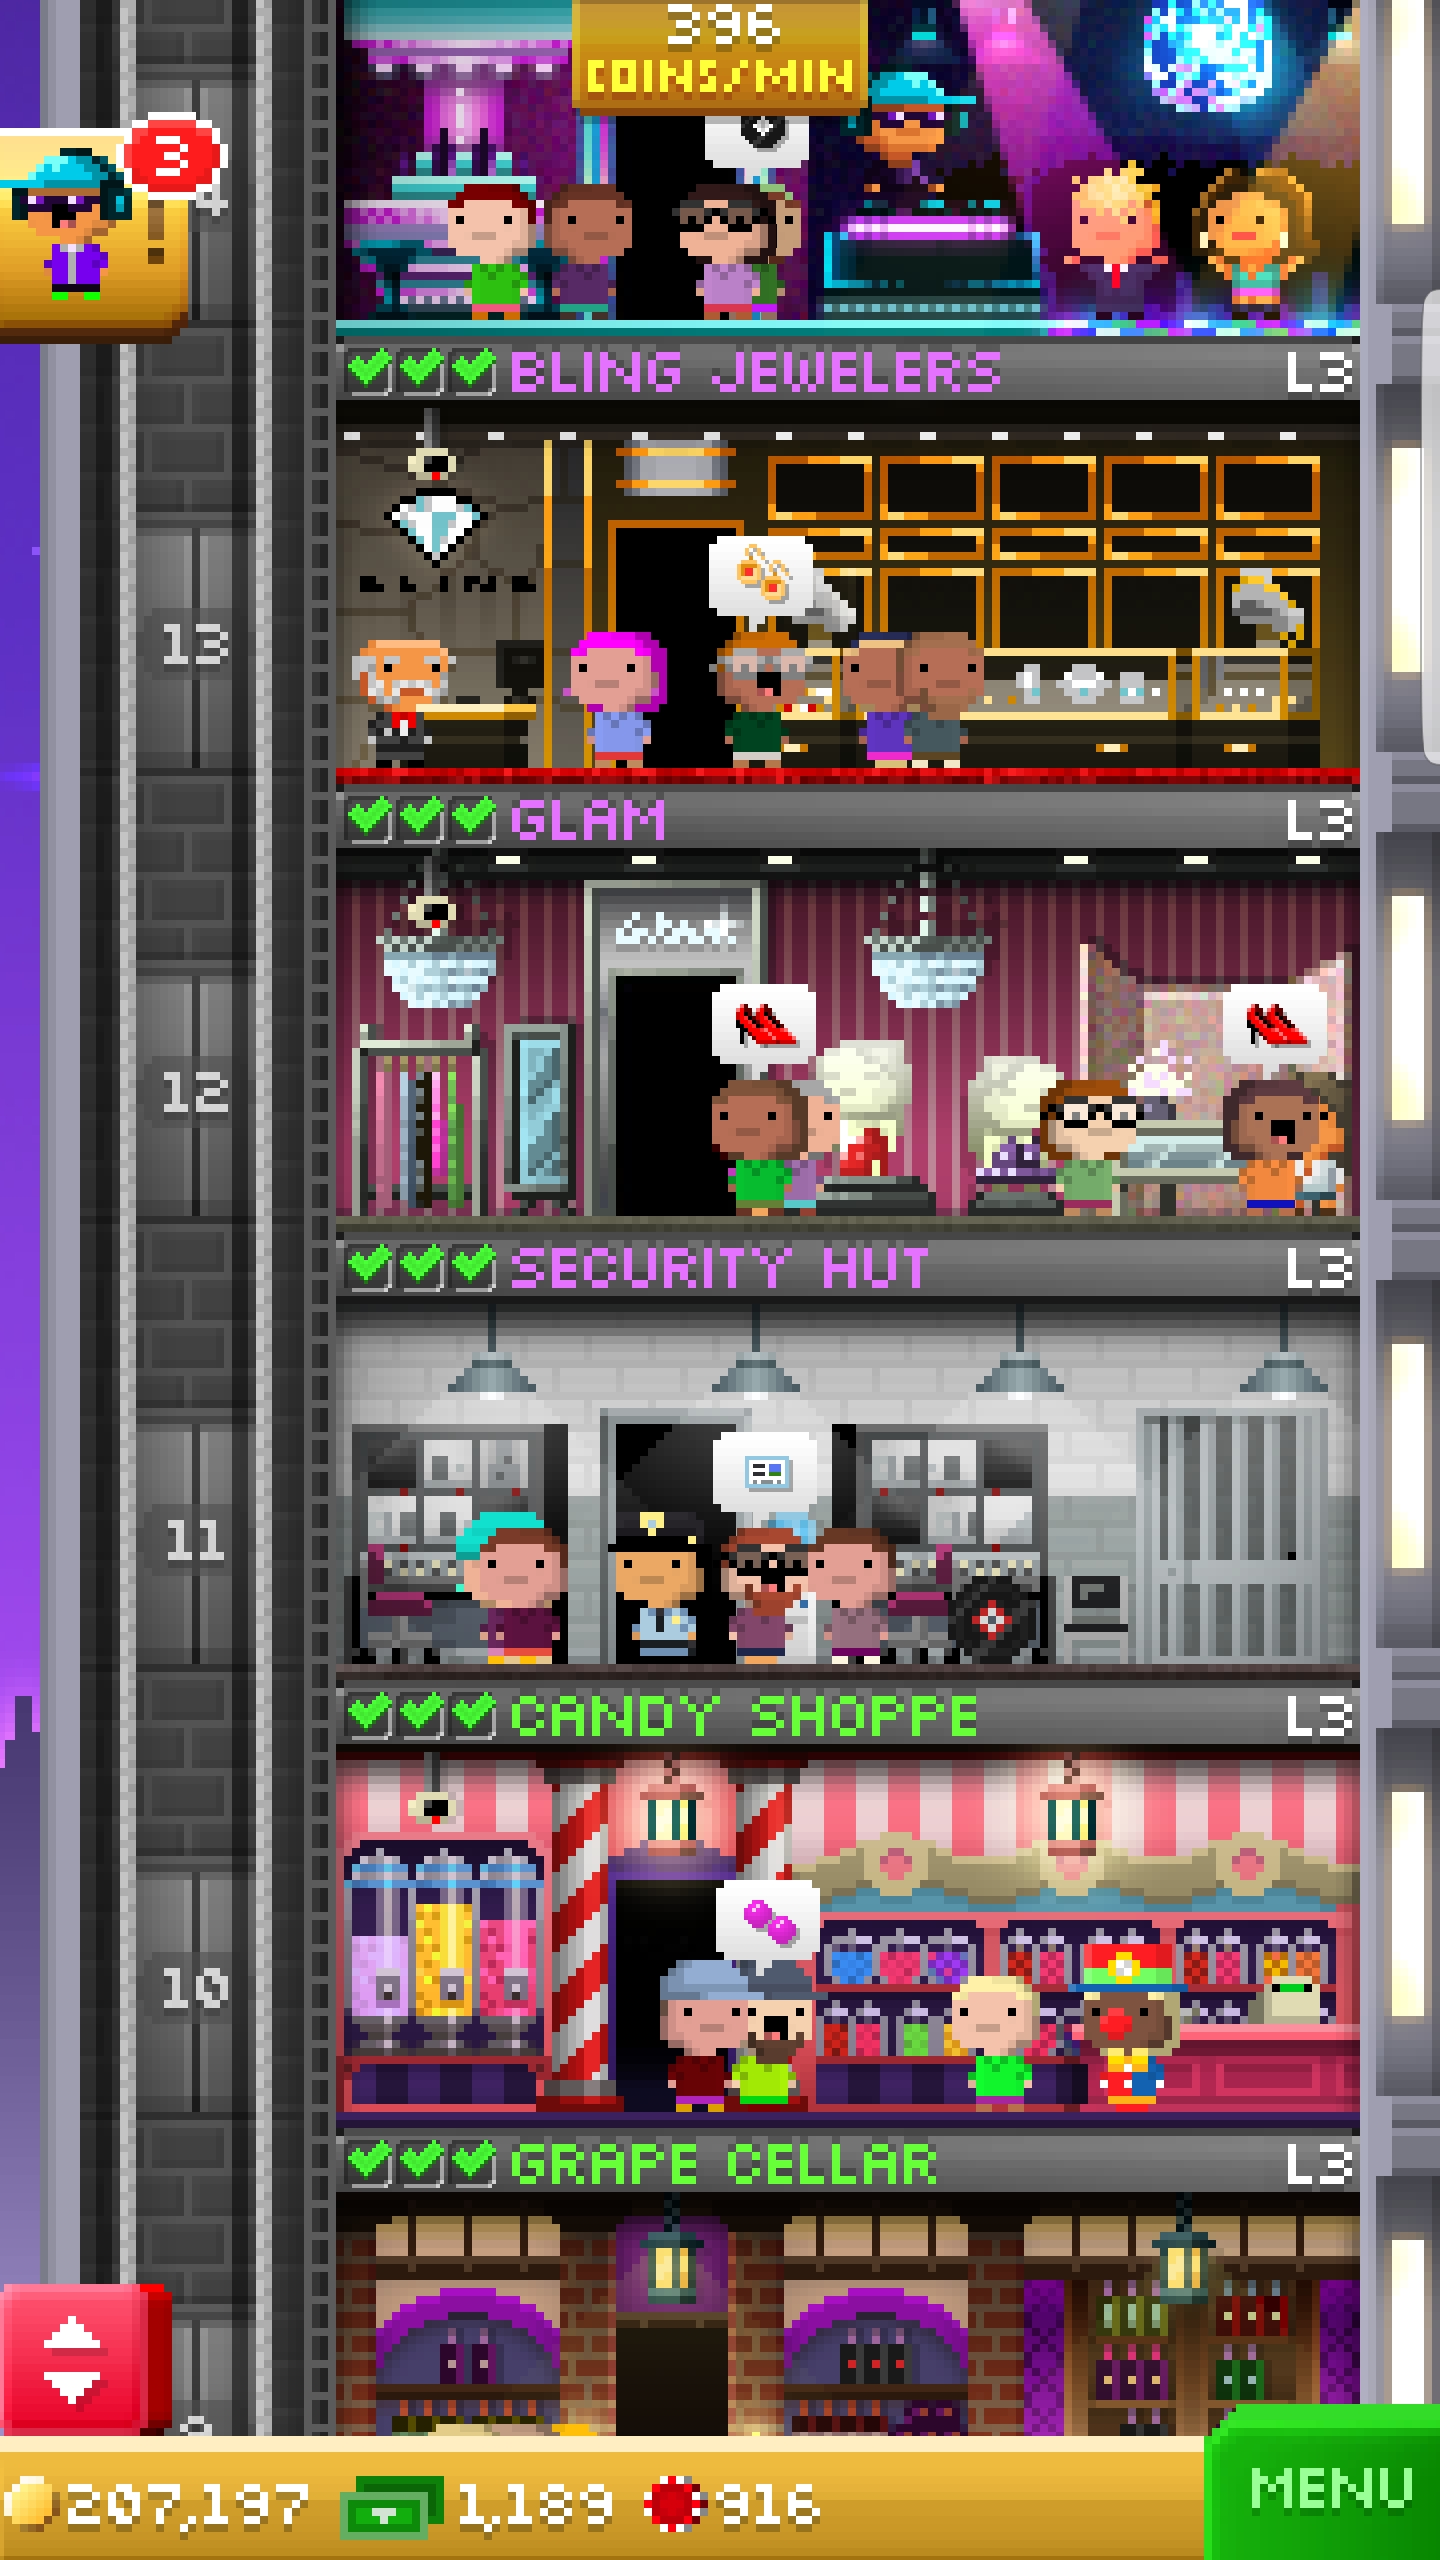 396
COINS/MIN
3
4
BLING JEWELERS L3
BLING
13
GLAM L3
Glam
12
SECURITY HUT L3
11
CANDY SHOPPE L3
10
GRAPE CELLAR L3
207,197 1,189 916
MENU